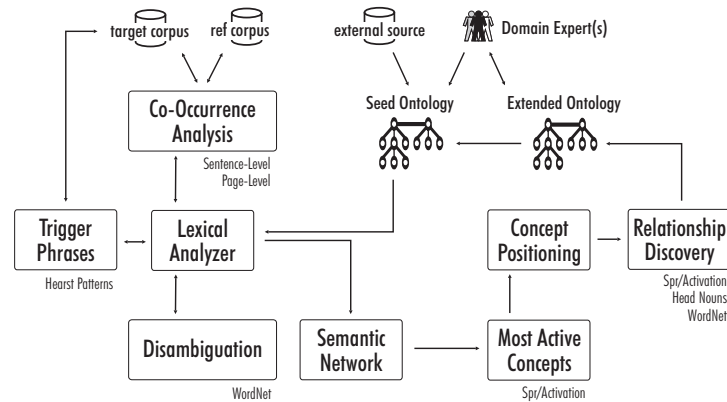 target corpus
ref corpus
external source
Domain Expert(s)
Co-Occurrence
Analysis
Sentence-Level
Page-Level
Seed Ontology
Extended Ontology
Trigger
Phrases
Hearst Patterns
Lexical
Analyzer
Concept
Positioning
Relationship
Discovery
Spr/Activation
Head Nouns
WordNet
Disambiguation
WordNet
Semantic
Network
Most Active
Concepts
Spr/Activation